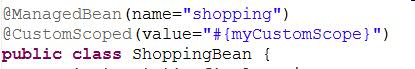 @ManagedBean(name="shopping")
@CustomScoped(value="#{myCustomScope}")
public class ShoppingBean {